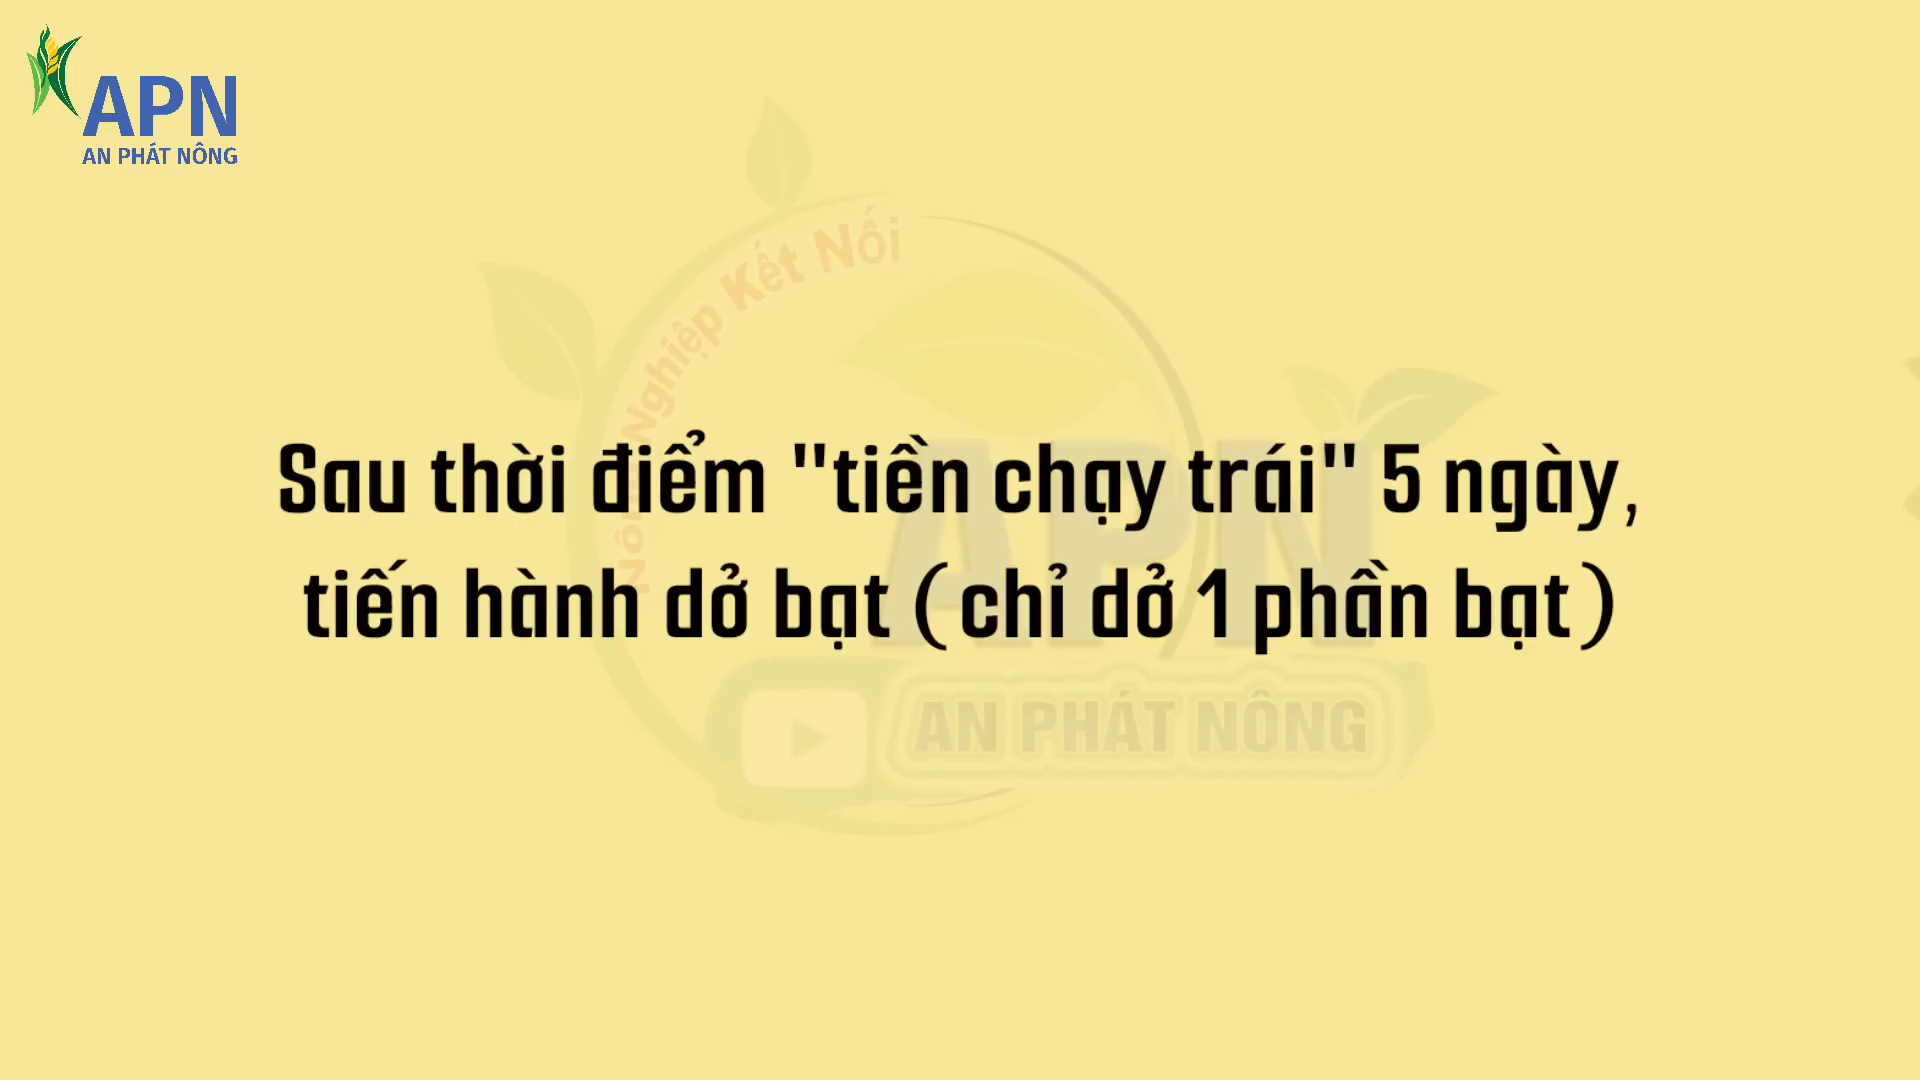 APN
AN PHÁT NÔNG
Nông Nghiệp Kết Nối
Sau thời điểm "tiền chạy trái" 5 ngày,
tiến hành dở bạt (chỉ dở 1 phần bạt)
APN
AN PHÁT NÔNG